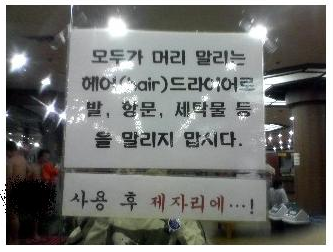 모두가 머리 말리는
헤어(hair)드라이어로
발, 항문, 세탁물 등
을 말리지 맙시다.
사용 후 제자리에…!